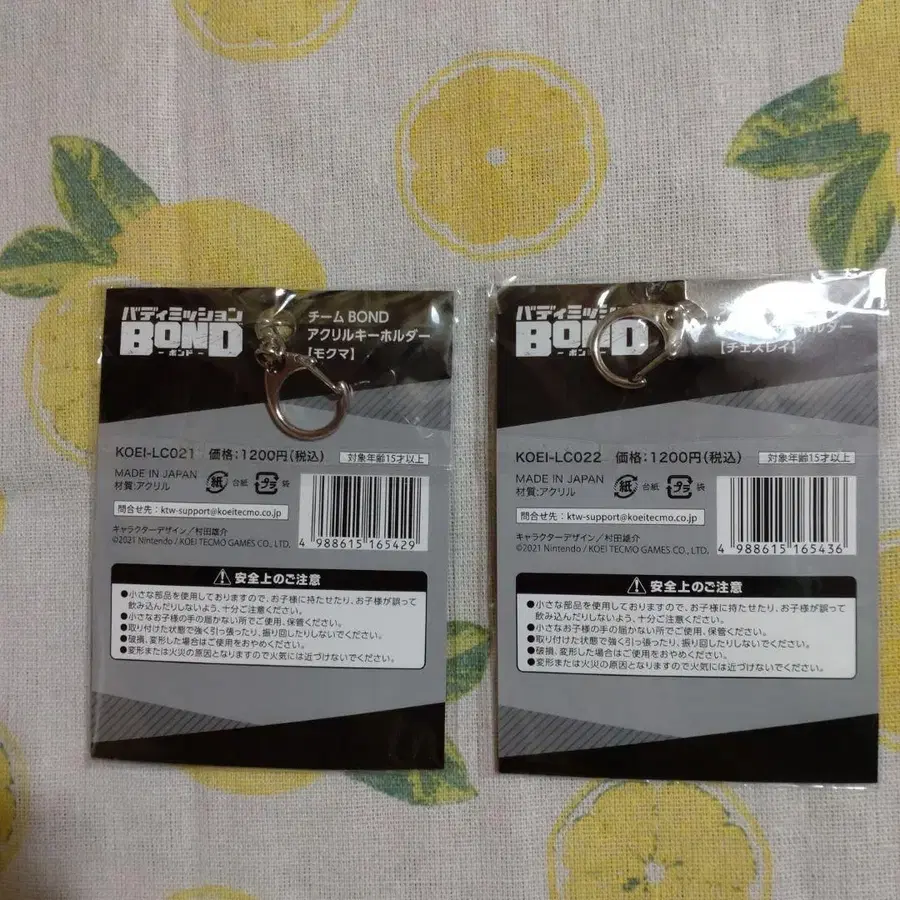 バディミッション
BOND
－ボンド－
チーム BOND
アクリルキーホルダー
【モクマ】
KOEI-LC021 価格：1200円（税込）
対象年齢15才以上
MADE IN JAPAN
材質：アクリル
紙 台紙 プラ 袋
問合せ先： ktw-support@koeitecmo.co.jp
キャラクターデザイン／村田雄介
©2021 Nintendo / KOEI TECMO GAMES CO., LTD.
4 988615 165429
安全上のご注意
●小さな部品を使用しておりますので、お子様に持たせたり、お子様が誤って
飲み込んだりしないよう、十分ご注意ください。
●小さなお子様の手の届かない所でご使用、保管ください。
●取り付けた状態で強く引っ張ったり、振り回したりしないでください。
●破損、変形した場合はご使用をおやめください。
●変形または火災の原因となりますので火気には近づけないでください。
バディミッション
BOND
－ボンド－
ホルダー
【チェズレイ】
KOEI-LC022 価格：1200円（税込）
対象年齢15才以上
MADE IN JAPAN
材質：アクリル
紙 台紙 プラ 袋
問合せ先： ktw-support@koeitecmo.co.jp
キャラクターデザイン／村田雄介
©2021 Nintendo / KOEI TECMO GAMES CO., LTD.
4 988615 165436
安全上のご注意
●小さな部品を使用しておりますので、お子様に持たせたり、お子様が誤って
飲み込んだりしないよう、十分ご注意ください。
●小さなお子様の手の届かない所でご使用、保管ください。
●取り付けた状態で強く引っ張ったり、振り回したりしないでください。
●破損、変形した場合はご使用をおやめください。
●変形または火災の原因となりますので火気には近づけないでください。